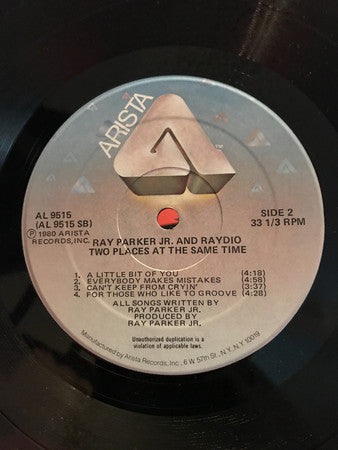 ARISTA
TM
AL 9515
(AL 9515 SB)
℗ 1980 ARISTA
RECORDS, INC.
SIDE 2
33 1/3 RPM
RAY PARKER JR. AND RAYDIO
TWO PLACES AT THE SAME TIME
1. A LITTLE BIT OF YOU (4:18)
2. EVERYBODY MAKES MISTAKES (4:58)
3. CAN'T KEEP FROM CRYIN' (3:37)
4. FOR THOSE WHO LIKE TO GROOVE (4:28)
ALL SONGS WRITTEN BY
RAY PARKER JR.
PRODUCED BY
RAY PARKER JR.
Unauthorized duplication is a
violation of applicable laws.
Manufactured by Arista Records, Inc., 6 W 57th St., N.Y., N.Y. 10019